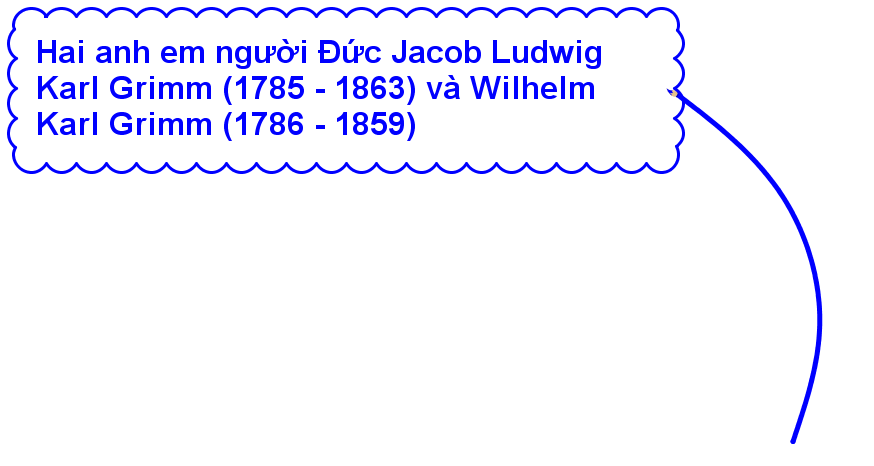 Hai anh em người Đức Jacob Ludwig
Karl Grimm (1785 - 1863) và Wilhelm
Karl Grimm (1786 - 1859)